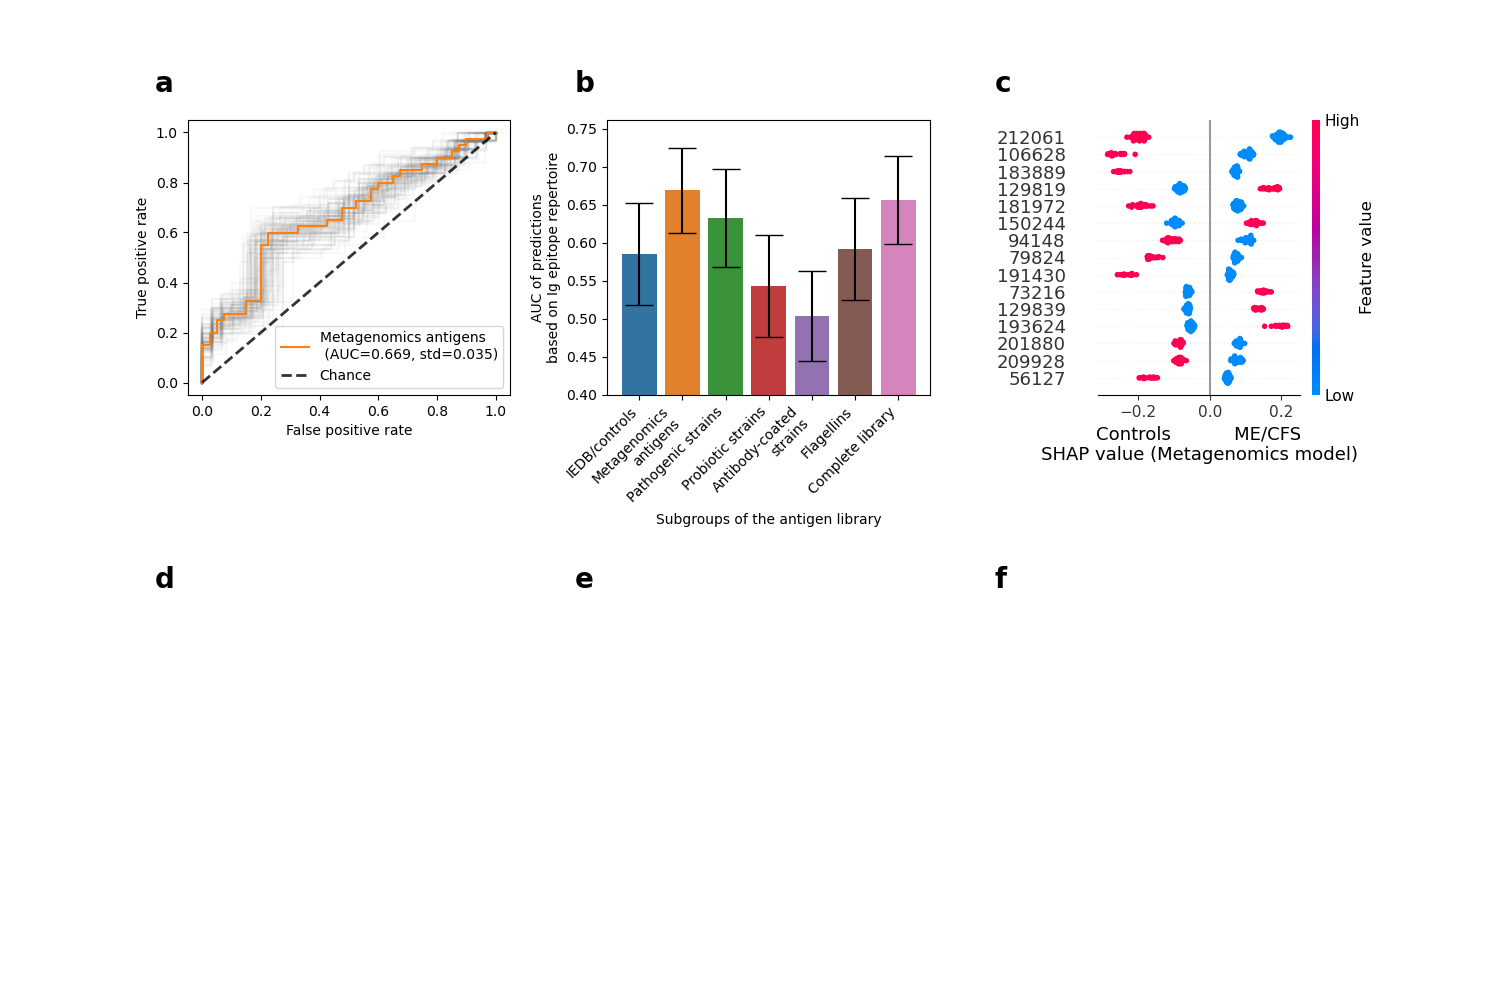 a
b
c
True positive rate
1.0
0.8
0.6
0.4
0.2
0.0
Metagenomics antigens
(AUC=0.669, std=0.035)
Chance
0.0 0.2 0.4 0.6 0.8 1.0
False positive rate
AUC of predictions
based on Ig epitope repertoire
0.75
0.70
0.65
0.60
0.55
0.50
0.45
0.40
IEDB/controls
Metagenomics
antigens
Pathogenic strains
Probiotic strains
Antibody-coated
strains
Flagellins
Complete library
Subgroups of the antigen library
212061
106628
183889
129819
181972
150244
94148
79824
191430
73216
129839
193624
201880
209928
56127
−0.2 0.0 0.2
Controls ME/CFS
SHAP value (Metagenomics model)
High
Feature value
Low
d
e
f